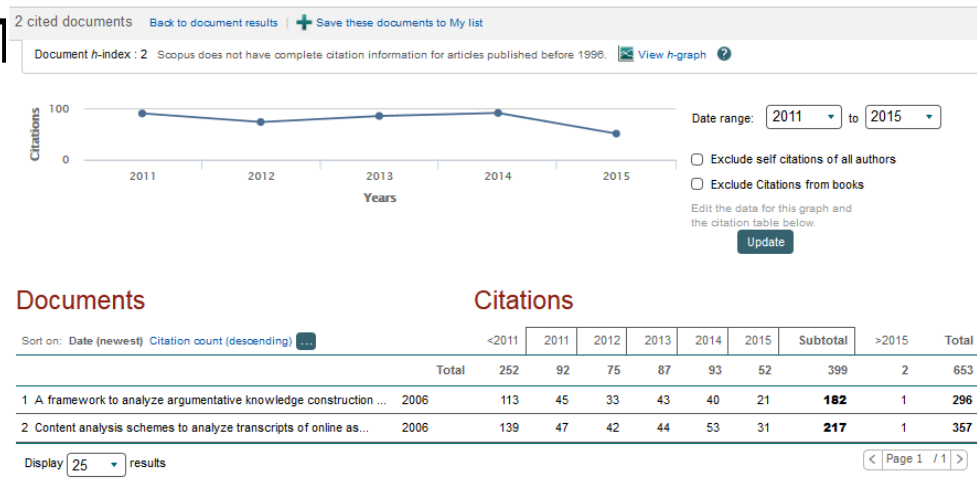 2 cited documents Back to document results | Save these documents to My list
Document h-index : 2 Scopus does not have complete citation information for articles published before 1996. View h-graph ?
100
Citations
0
2011 2012 2013 2014 2015
Years
Date range: 2011 to 2015
Exclude self citations of all authors
Exclude Citations from books
Edit the data for this graph and
the citation table below.
Update
Documents Citations
Sort on: Date (newest) Citation count (descending) ... <2011 2011 2012 2013 2014 2015 Subtotal >2015 Total
Total 252 92 75 87 93 52 399 2 653
1 A framework to analyze argumentative knowledge construction ... 2006 113 45 33 43 40 21 182 1 296
2 Content analysis schemes to analyze transcripts of online as... 2006 139 47 42 44 53 31 217 1 357
Display 25 results < Page 1 / 1 >